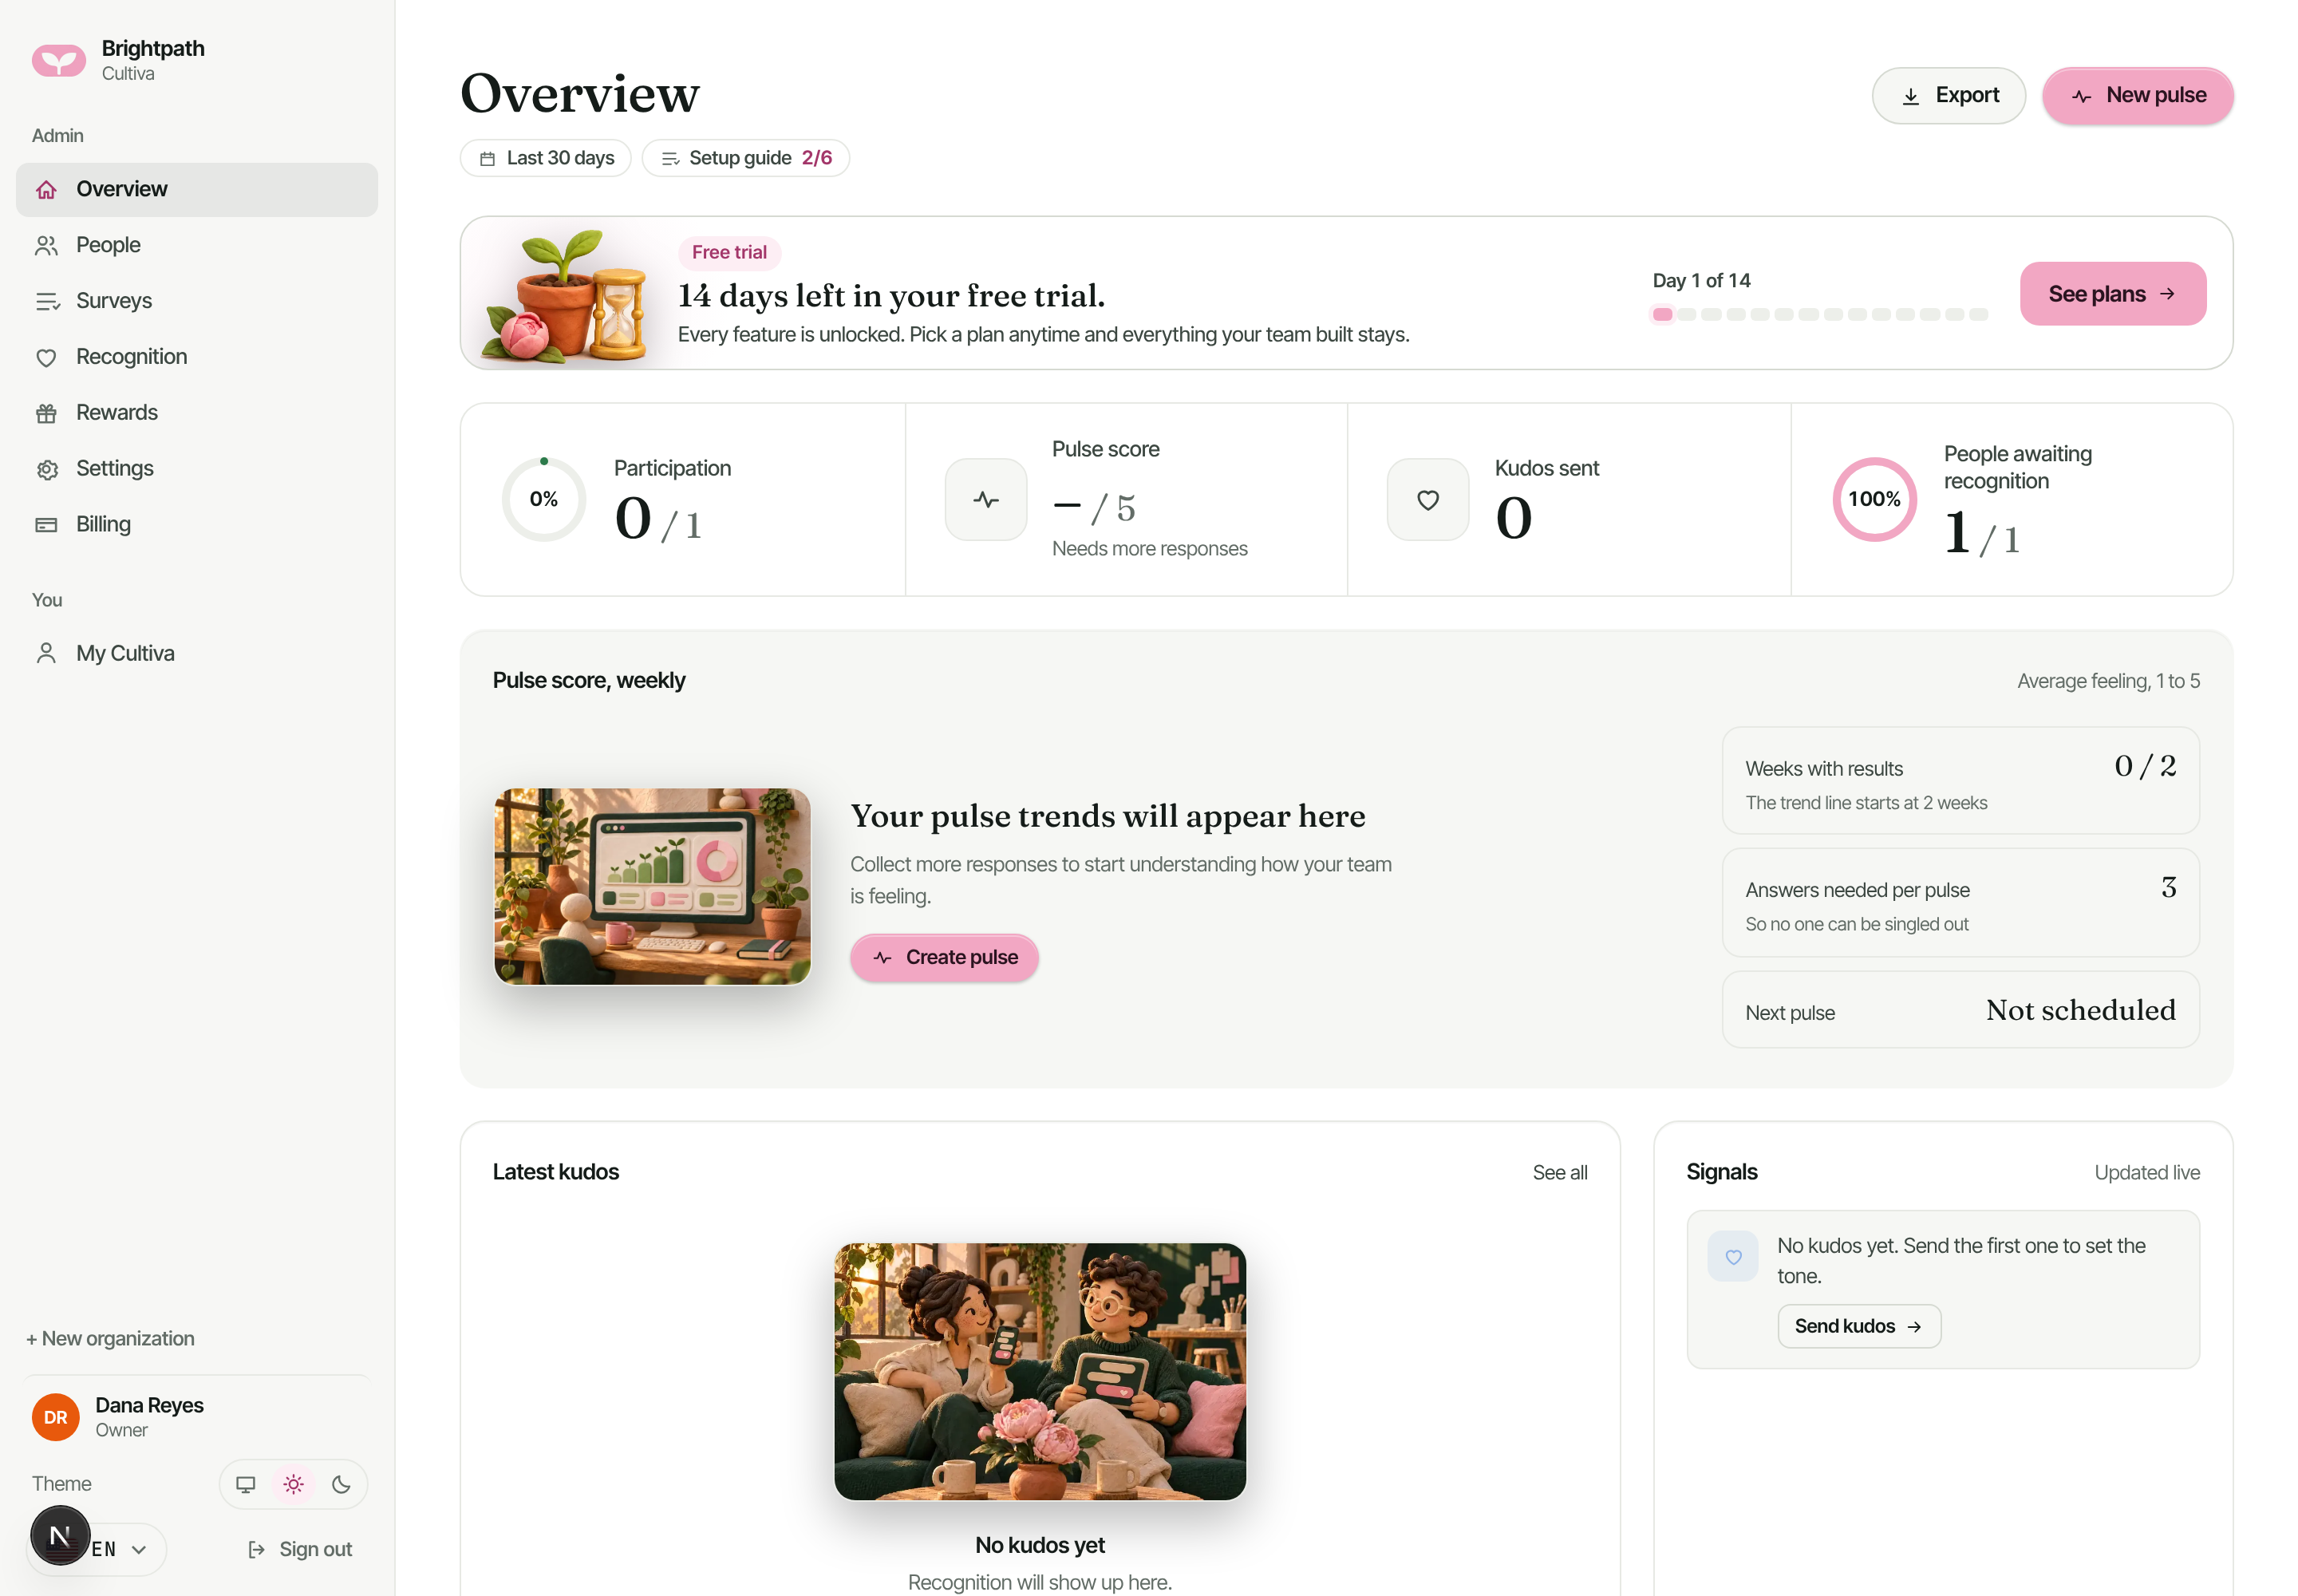 Brightpath
Cultiva
Admin
Overview
People
Surveys
Recognition
Rewards
Settings
Billing
You
My Cultiva
+ New organization
DR
Dana Reyes
Owner
Theme
N
EN
Sign out
Overview
Export
New pulse
Last 30 days
Setup guide 2/6
Free trial
14 days left in your free trial.
Every feature is unlocked. Pick a plan anytime and everything your team built stays.
Day 1 of 14
See plans →
0%
Participation
0 / 1
Pulse score
– / 5
Needs more responses
Kudos sent
0
100%
People awaiting
recognition
1 / 1
Pulse score, weekly
Average feeling, 1 to 5
Your pulse trends will appear here
Collect more responses to start understanding how your team
is feeling.
Create pulse
Weeks with results
0 / 2
The trend line starts at 2 weeks
Answers needed per pulse
3
So no one can be singled out
Next pulse
Not scheduled
Latest kudos
See all
No kudos yet
Recognition will show up here.
Signals
Updated live
No kudos yet. Send the first one to set the
tone.
Send kudos →